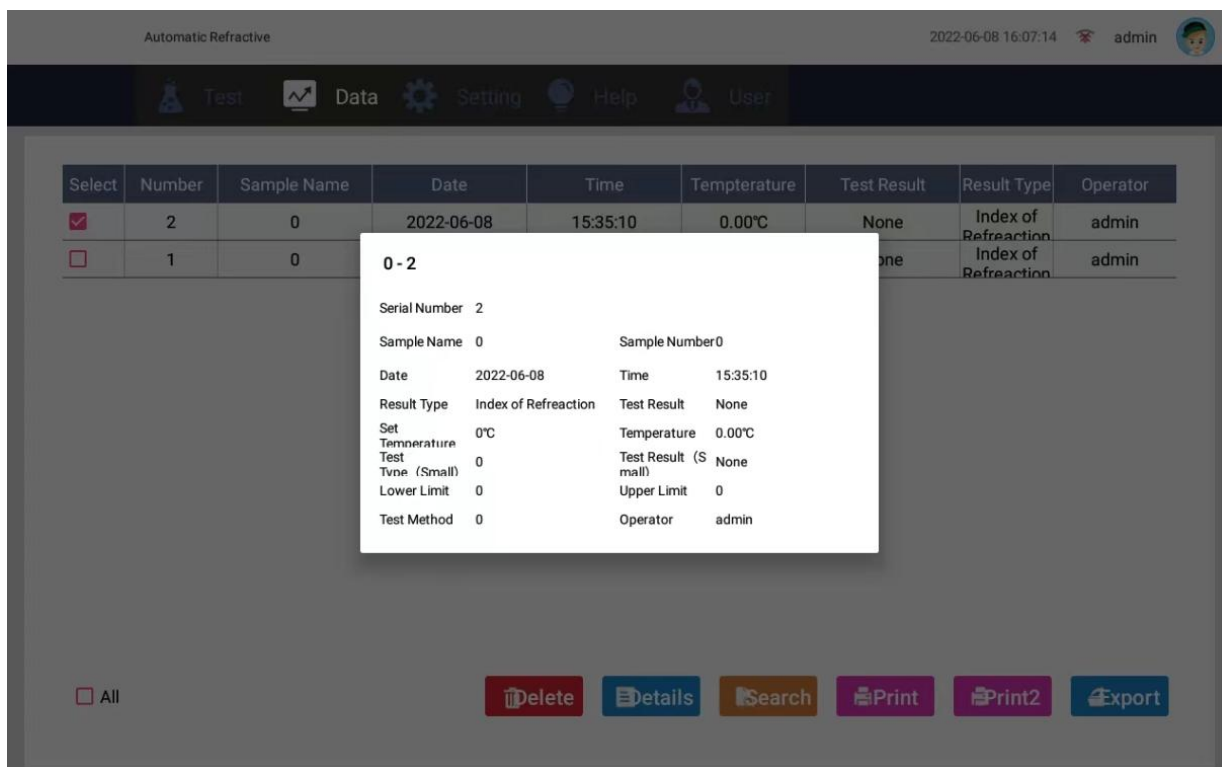 Automatic Refractive 2022-06-08 16:07:14 admin
Test Data Setting Help User
Select Number Sample Name Date Time Tempterature Test Result Result Type Operator
2 0 2022-06-08 15:35:10 0.00℃ None Index of Refreaction admin
1 0 one Index of Refreaction admin
0 - 2
Serial Number 2
Sample Name 0 Sample Number 0
Date 2022-06-08 Time 15:35:10
Result Type Index of Refreaction Test Result None
Set Temperature 0℃ Temperature 0.00℃
Test Type（Small） 0 Test Result（Small） None
Lower Limit 0 Upper Limit 0
Test Method 0 Operator admin
All Delete Details Search Print Print2 Export